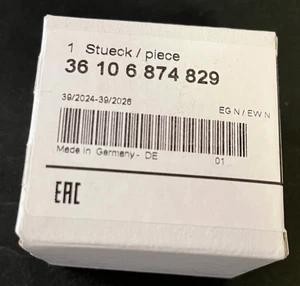 1 Stueck / piece
36 10 6 874 829
39/2024-39/2026
EG N / EW N
Made in Germany - DE 01
EAC